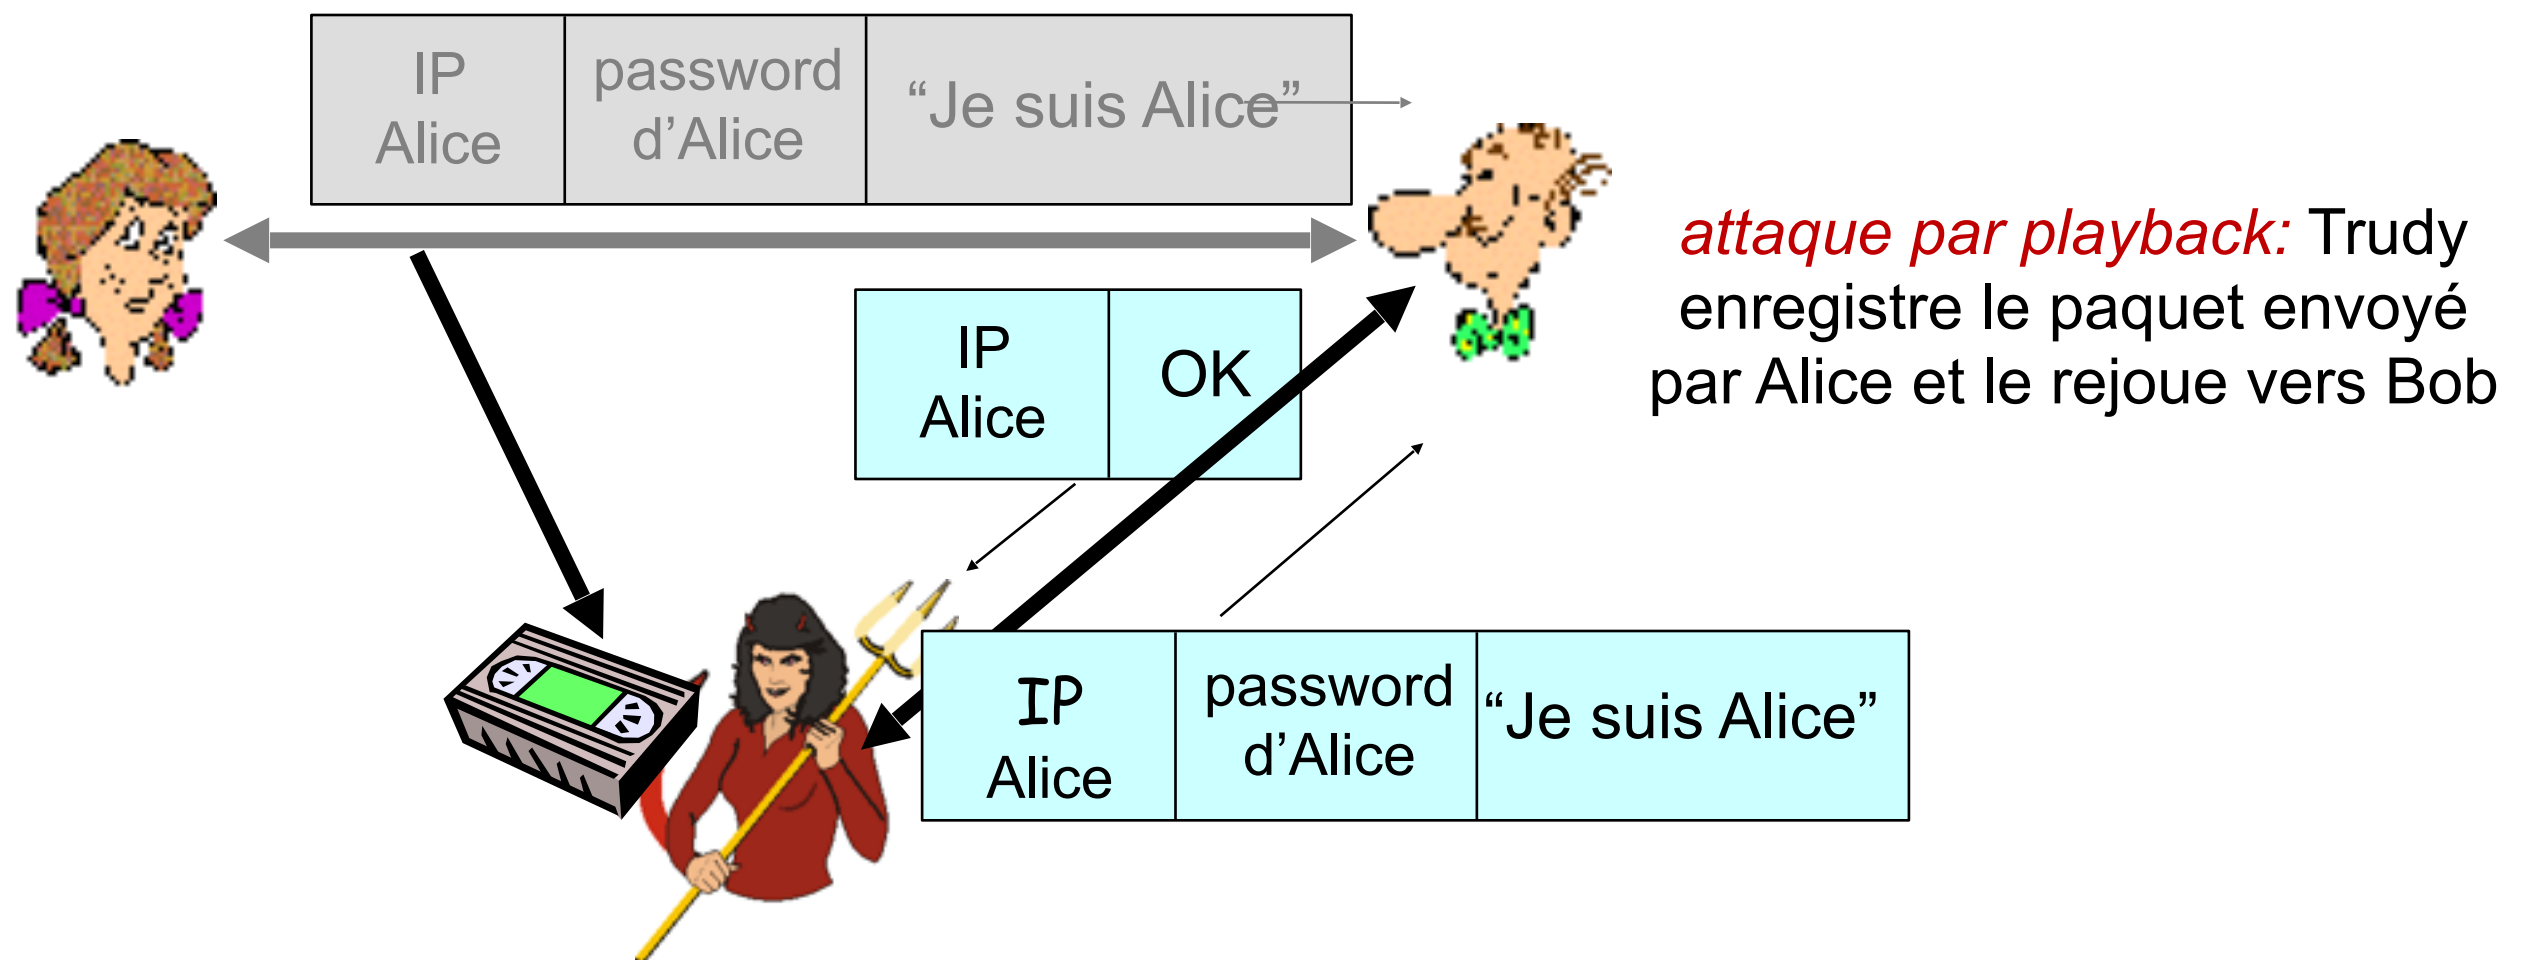 IP
Alice
password
d’Alice
“Je suis Alice”
attaque par playback: Trudy
enregistre le paquet envoyé
par Alice et le rejoue vers Bob
IP
Alice
OK
IP
Alice
password
d’Alice
“Je suis Alice”